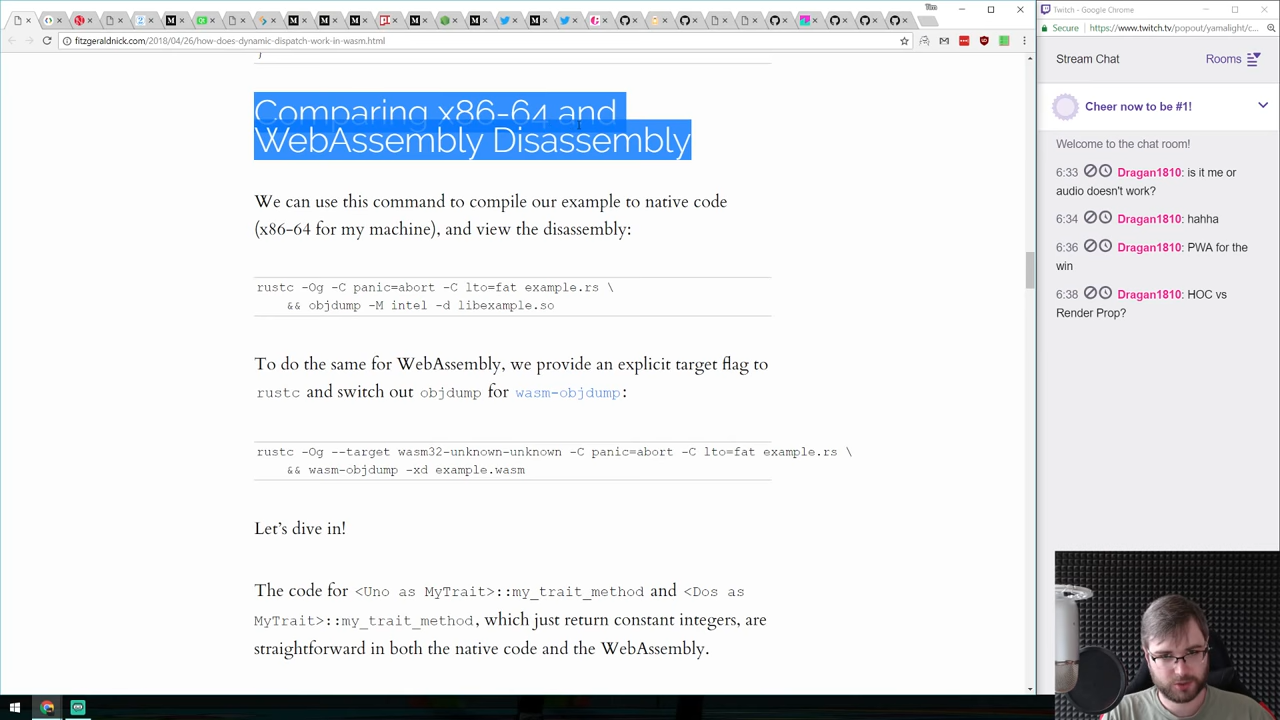 Tim
fitzgeraldnick.com/2018/04/26/how-does-dynamic-dispatch-work-in-wasm.html
}
Comparing x86-64 and
WebAssembly Disassembly
We can use this command to compile our example to native code
(x86-64 for my machine), and view the disassembly:
rustc -Og -C panic=abort -C lto=fat example.rs \
&& objdump -M intel -d libexample.so
To do the same for WebAssembly, we provide an explicit target flag to
rustc and switch out objdump for wasm-objdump:
rustc -Og --target wasm32-unknown-unknown -C panic=abort -C lto=fat example.rs \
&& wasm-objdump -xd example.wasm
Let's dive in!
The code for <Uno as MyTrait>::my_trait_method and <Dos as
MyTrait>::my_trait_method, which just return constant integers, are
straightforward in both the native code and the WebAssembly.
Twitch - Google Chrome
Secure https://www.twitch.tv/popout/yamalight/c...
Stream Chat
Rooms
Cheer now to be #1!
Welcome to the chat room!
6:33 Dragan1810: is it me or
audio doesn't work?
6:34 Dragan1810: hahha
6:36 Dragan1810: PWA for the
win
6:38 Dragan1810: HOC vs
Render Prop?